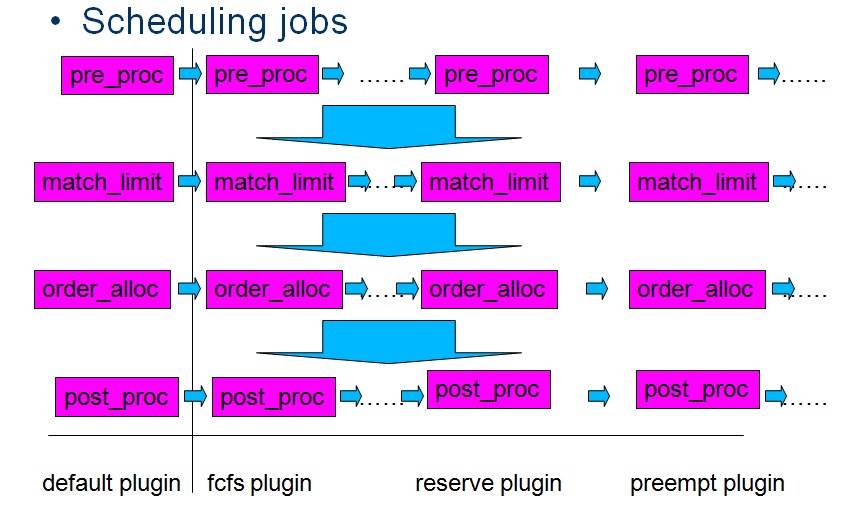 • Scheduling jobs
pre_proc pre_proc ...... pre_proc pre_proc ......
match_limit match_limit ...... match_limit match_limit ......
order_alloc order_alloc ...... order_alloc order_alloc ......
post_proc post_proc ...... post_proc post_proc ......
default plugin fcfs plugin reserve plugin preempt plugin